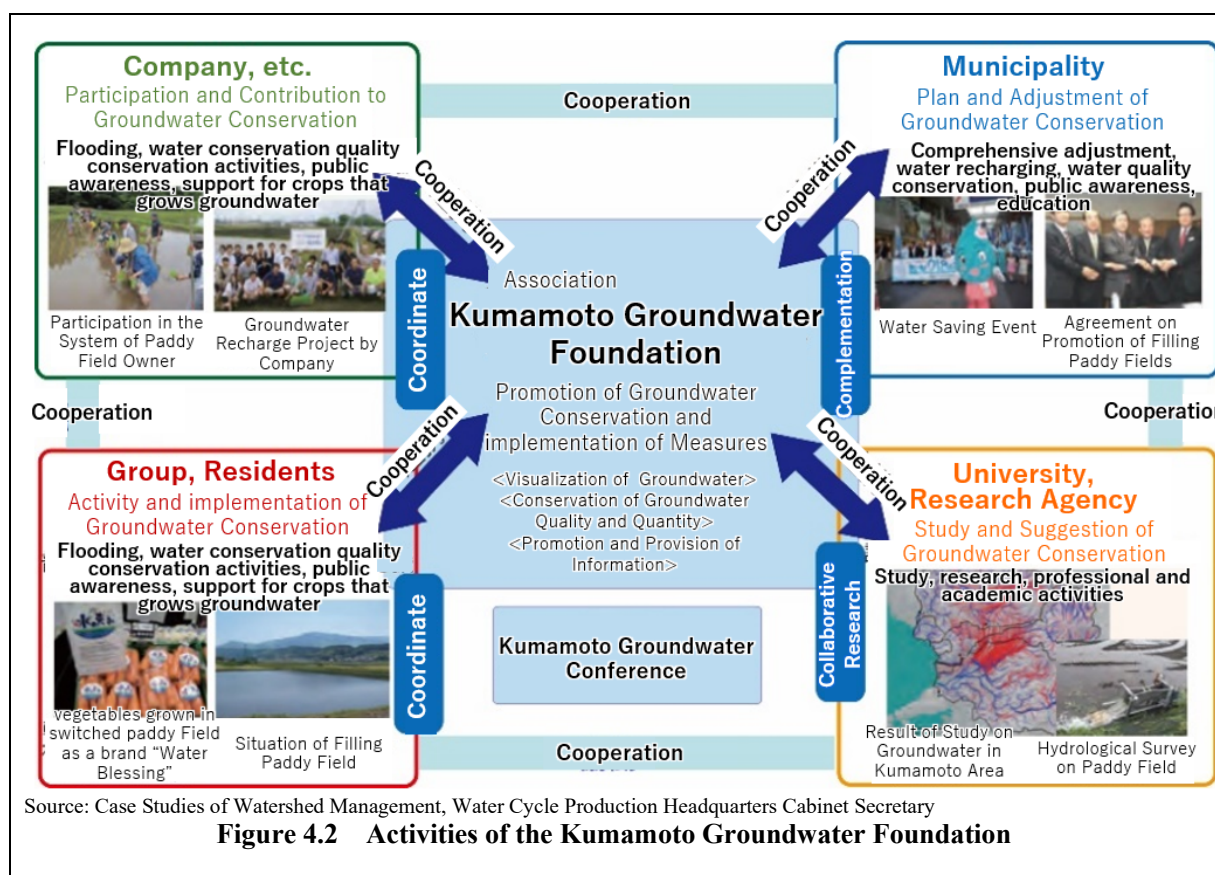 Company, etc.
Participation and Contribution to
Groundwater Conservation
Flooding, water conservation quality
conservation activities, public
awareness, support for crops that
grows groundwater
Participation in the
System of Paddy
Field Owner
Groundwater
Recharge Project by
Company
Cooperation
Municipality
Plan and Adjustment of
Groundwater Conservation
Comprehensive adjustment,
water recharging, water quality
conservation, public awareness,
education
Water Saving Event
Agreement on
Promotion of Filling
Paddy Fields
Cooperation
Cooperation
Coordinate
Complementation
Association
Kumamoto Groundwater
Foundation
Promotion of Groundwater
Conservation and
implementation of Measures
<Visualization of Groundwater>
<Conservation of Groundwater
Quality and Quantity>
<Promotion and Provision of
Information>
Kumamoto Groundwater
Conference
Cooperation
Cooperation
Cooperation
Cooperation
Group, Residents
Activity and implementation of
Groundwater Conservation
Flooding, water conservation quality
conservation activities, public
awareness, support for crops that
grows groundwater
vegetables grown in
switched paddy Field
as a brand “Water
Blessing”
Situation of Filling
Paddy Field
Coordinate
Collaborative
Research
University,
Research Agency
Study and Suggestion of
Groundwater Conservation
Study, research, professional and
academic activities
Result of Study on
Groundwater in
Kumamoto Area
Hydrological Survey
on Paddy Field
Cooperation
Source: Case Studies of Watershed Management, Water Cycle Production Headquarters Cabinet Secretary
Figure 4.2 Activities of the Kumamoto Groundwater Foundation